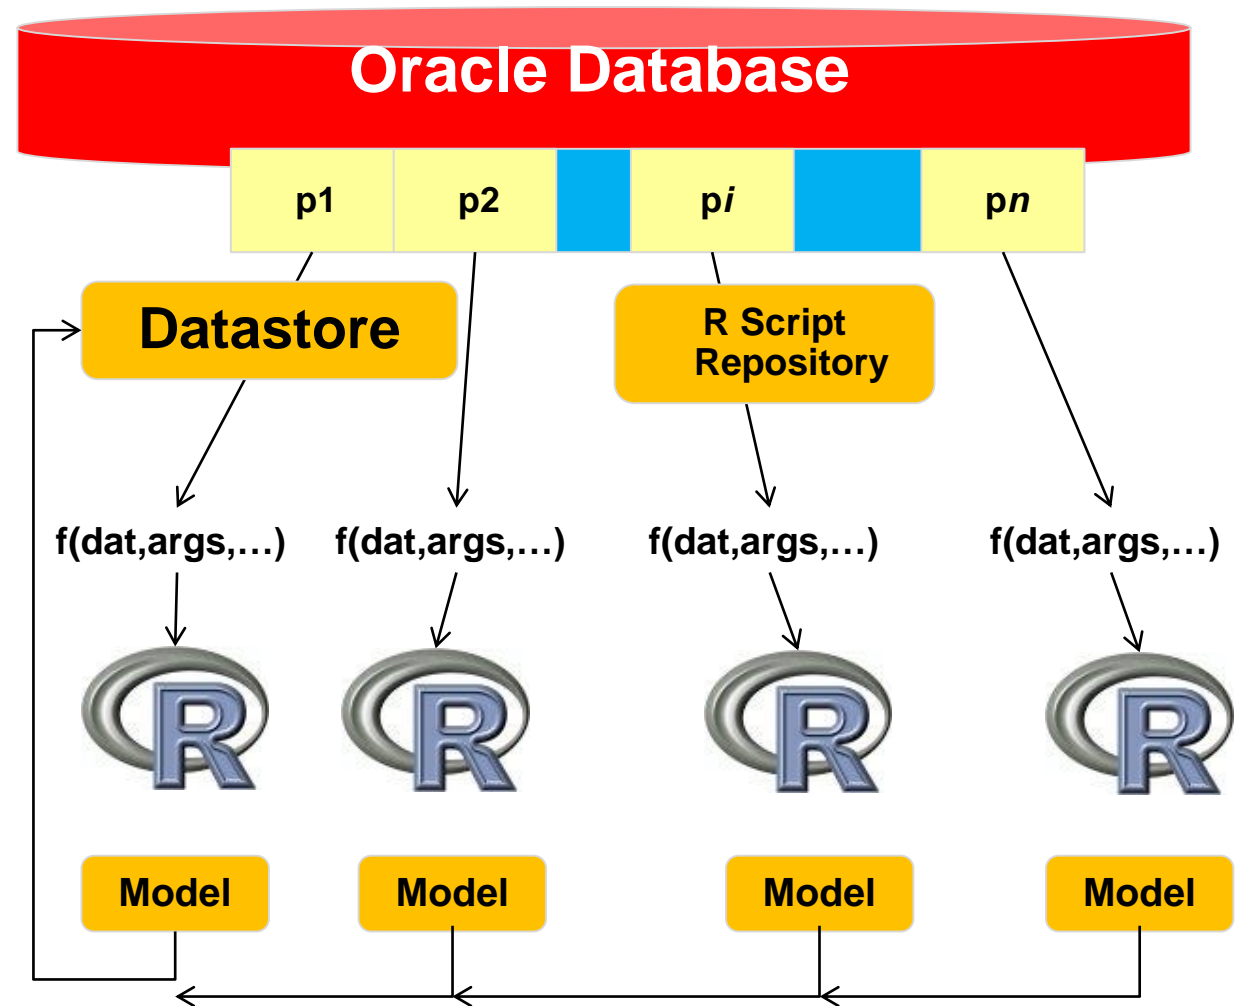 Oracle Database
p1 p2 pi pn
Datastore
R Script
Repository
f(dat,args,…) f(dat,args,…) f(dat,args,…) f(dat,args,…)
R R R R
Model Model Model Model